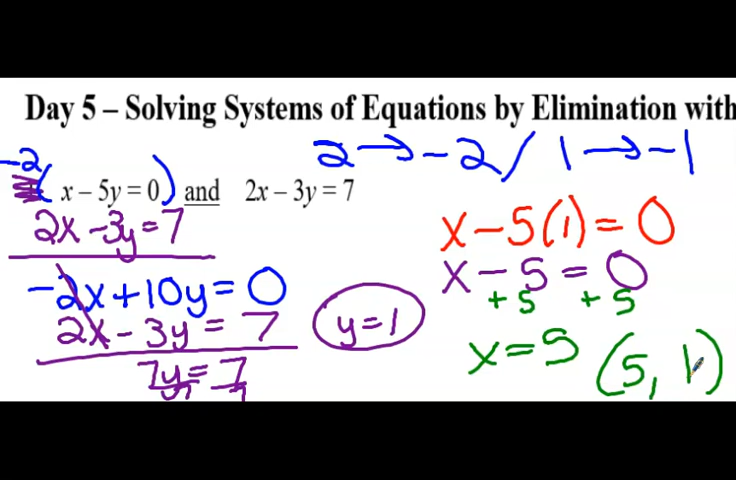 Day 5 – Solving Systems of Equations by Elimination with
2 → -2 / 1 → -1
-2( x – 5y = 0 ) and 2x – 3y = 7
2x - 3y = 7
-2x + 10y = 0
2x - 3y = 7
7y = 7
7 7
y = 1
x - 5(1) = 0
x - 5 = 0
+5 +5
x = 5 (5, 1)